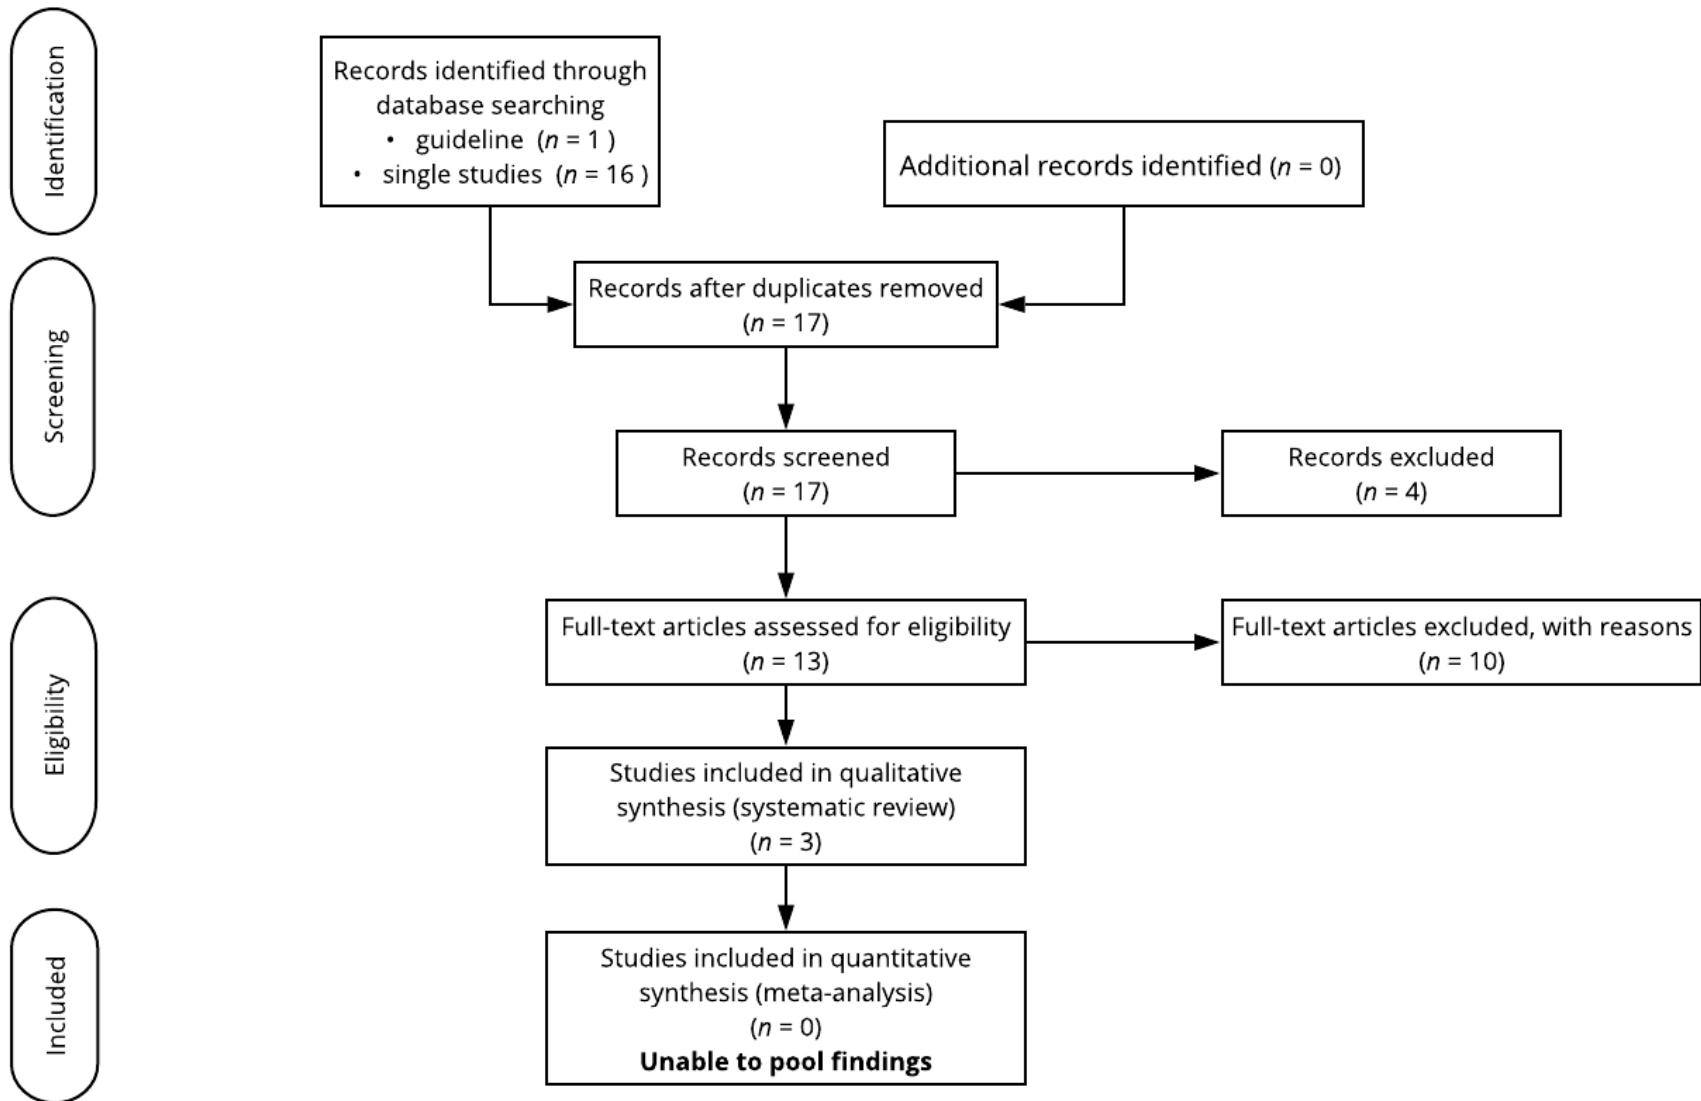 Identification
Records identified through
database searching
• guideline (n = 1 )
• single studies (n = 16 )
Additional records identified (n = 0)
Screening
Records after duplicates removed
(n = 17)
Records screened
(n = 17)
Records excluded
(n = 4)
Eligibility
Full-text articles assessed for eligibility
(n = 13)
Full-text articles excluded, with reasons
(n = 10)
Studies included in qualitative
synthesis (systematic review)
(n = 3)
Included
Studies included in quantitative
synthesis (meta-analysis)
(n = 0)
Unable to pool findings